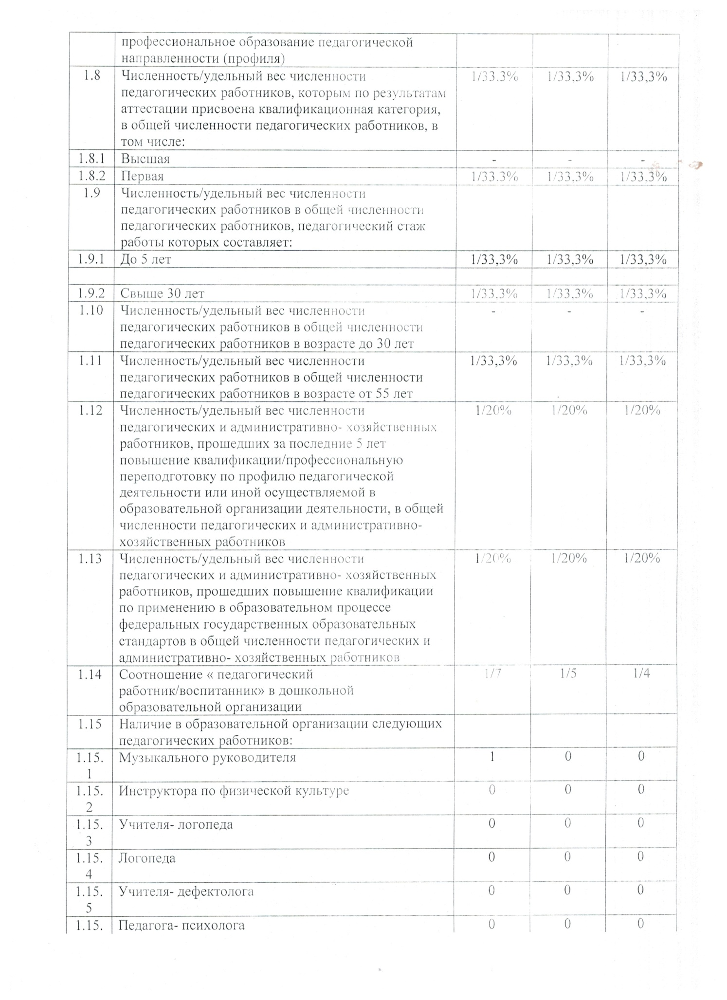 профессиональное образование педагогической
направленности (профиля)
1.8 Численность/удельный вес численности 1/33.3% 1/33,3% 1/33,3%
педагогических работников, которым по результатам
аттестации присвоена квалификационная категория,
в общей численности педагогических работников, в
том числе:
1.8.1 Высшая - - -
1.8.2 Первая 1/33.3% 1/33.3% 1/33.3%
1.9 Численность/удельный вес численности
педагогических работников в общей численности
педагогических работников, педагогический стаж
работы которых составляет:
1.9.1 До 5 лет 1/33,3% 1/33,3% 1/33,3%
1.9.2 Свыше 30 лет 1/33.3% 1/33.3% 1/33,3%
1.10 Численность/удельный вес численности - - -
педагогических работников в общей численности
педагогических работников в возрасте до 30 лет
1.11 Численность/удельный вес численности 1/33,3% 1/33,3% 1/33,3%
педагогических работников в общей численности
педагогических работников в возрасте от 55 лет
1.12 Численность/удельный вес численности 1/20% 1/20% 1/20%
педагогических и административно- хозяйственных
работников, прошедших за последние 5 лет
повышение квалификации/профессиональную
переподготовку по профилю педагогической
деятельности или иной осуществляемой в
образовательной организации деятельности, в общей
численности педагогических и административно-
хозяйственных работников
1.13 Численность/удельный вес численности 1/20% 1/20% 1/20%
педагогических и административно- хозяйственных
работников, прошедших повышение квалификации
по применению в образовательном процессе
федеральных государственных образовательных
стандартов в общей численности педагогических и
административно- хозяйственных работников
1.14 Соотношение « педагогический 1/7 1/5 1/4
работник/воспитанник» в дошкольной
образовательной организации
1.15 Наличие в образовательной организации следующих
педагогических работников:
1.15. Музыкального руководителя 1 0 0
1
1.15. Инструктора по физической культуре 0 0 0
2
1.15. Учителя- логопеда 0 0 0
3
1.15. Логопеда 0 0 0
4
1.15. Учителя- дефектолога 0 0 0
5
1.15. Педагога- психолога 0 0 0